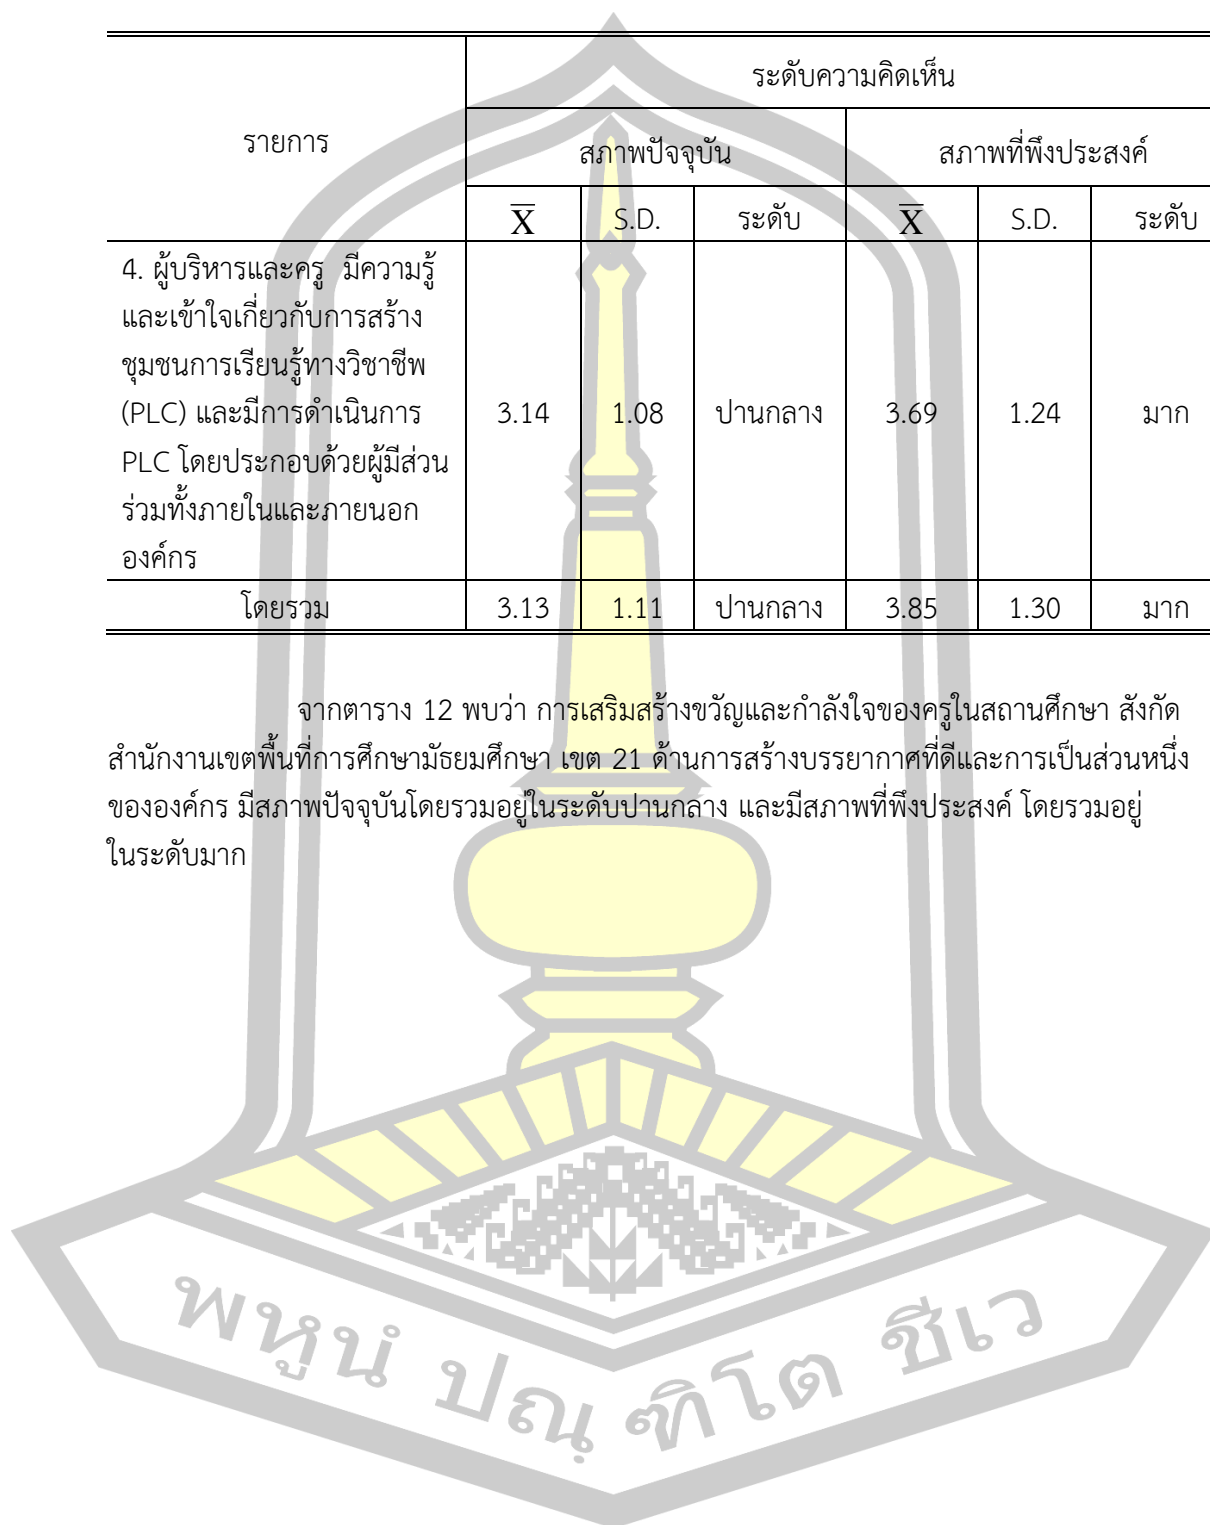 รายการ
ระดับความคิดเห็น
สภาพปัจจุบัน
สภาพที่พึงประสงค์
X̄ S.D. ระดับ X̄ S.D. ระดับ
4. ผู้บริหารและครู มีความรู้
และเข้าใจเกี่ยวกับการสร้าง
ชุมชนการเรียนรู้ทางวิชาชีพ
(PLC) และมีการดำเนินการ
PLC โดยประกอบด้วยผู้มีส่วน
ร่วมทั้งภายในและภายนอก
องค์กร
3.14 1.08 ปานกลาง 3.69 1.24 มาก
โดยรวม 3.13 1.11 ปานกลาง 3.85 1.30 มาก
จากตาราง 12 พบว่า การเสริมสร้างขวัญและกำลังใจของครูในสถานศึกษา สังกัด
สำนักงานเขตพื้นที่การศึกษามัธยมศึกษา เขต 21 ด้านการสร้างบรรยากาศที่ดีและการเป็นส่วนหนึ่ง
ขององค์กร มีสภาพปัจจุบันโดยรวมอยู่ในระดับปานกลาง และมีสภาพที่พึงประสงค์ โดยรวมอยู่
ในระดับมาก
พหูนํ ปณฺฑิโต ชีเว